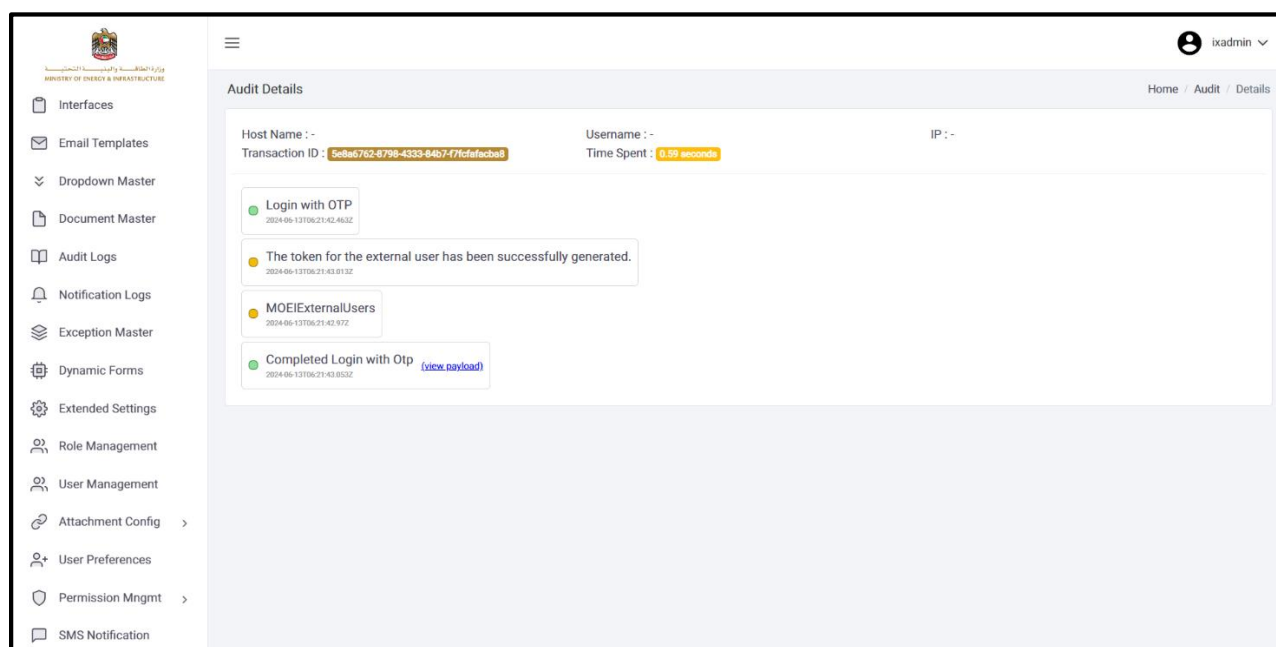 وزارة الطاقة والبنية التحتية
MINISTRY OF ENERGY & INFRASTRUCTURE
Interfaces
Email Templates
Dropdown Master
Document Master
Audit Logs
Notification Logs
Exception Master
Dynamic Forms
Extended Settings
Role Management
User Management
Attachment Config
User Preferences
Permission Mngmt
SMS Notification
ixadmin
Audit Details
Home / Audit / Details
Host Name : -
Username : -
IP : -
Transaction ID : 5e8a6762-8798-4333-84b7-f7fcfafacba8
Time Spent : 0.59 seconds
Login with OTP
2024-06-13T06:21:42.463Z
The token for the external user has been successfully generated.
2024-06-13T06:21:43.013Z
MOEIExternalUsers
2024-06-13T06:21:42.97Z
Completed Login with Otp (view payload)
2024-06-13T06:21:43.053Z